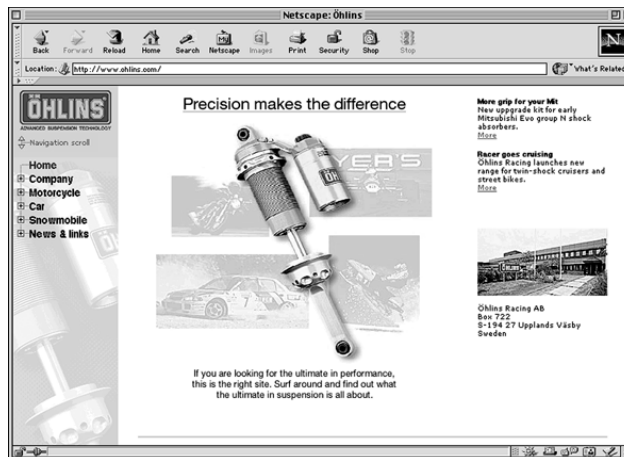 Netscape: Öhlins
Back Forward Reload Home Search Netscape Images Print Security Shop Stop
N
Location: http://www.ohlins.com/ What's Related
ÖHLINS
ADVANCED SUSPENSION TECHNOLOGY
Navigation scroll
Home
Company
Motorcycle
Car
Snowmobile
News & links
Precision makes the difference
YER'S
ÖHLINS
7
If you are looking for the ultimate in performance,
this is the right site. Surf around and find out what
the ultimate in suspension is all about.
More grip for your Mit
New uppgrade kit for early
Mitsubishi Evo group N shock
absorbers.
More
Racer goes cruising
Öhlins Racing launches new
range for twin-shock cruisers and
street bikes.
More
ÖHLINS
Öhlins Racing AB
Box 722
S-194 27 Upplands Väsby
Sweden